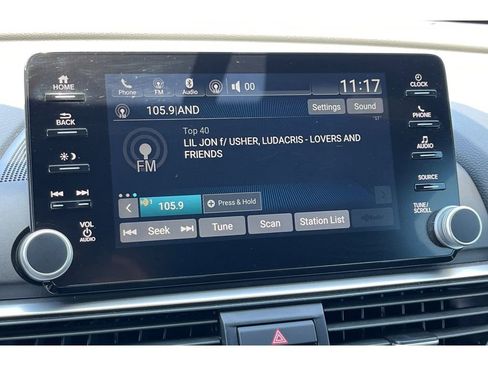 HOME
Phone FM Audio 00 11:17 CLOCK
105.9|AND Settings Sound
BACK
PHONE
Top 40
LIL JON f/ USHER, LUDACRIS - LOVERS AND
FRIENDS
FM
AUDIO
SOURCE
105.9 + Press & Hold
VOL
AUDIO
Seek Tune Scan Station List
TUNE/
SCROLL